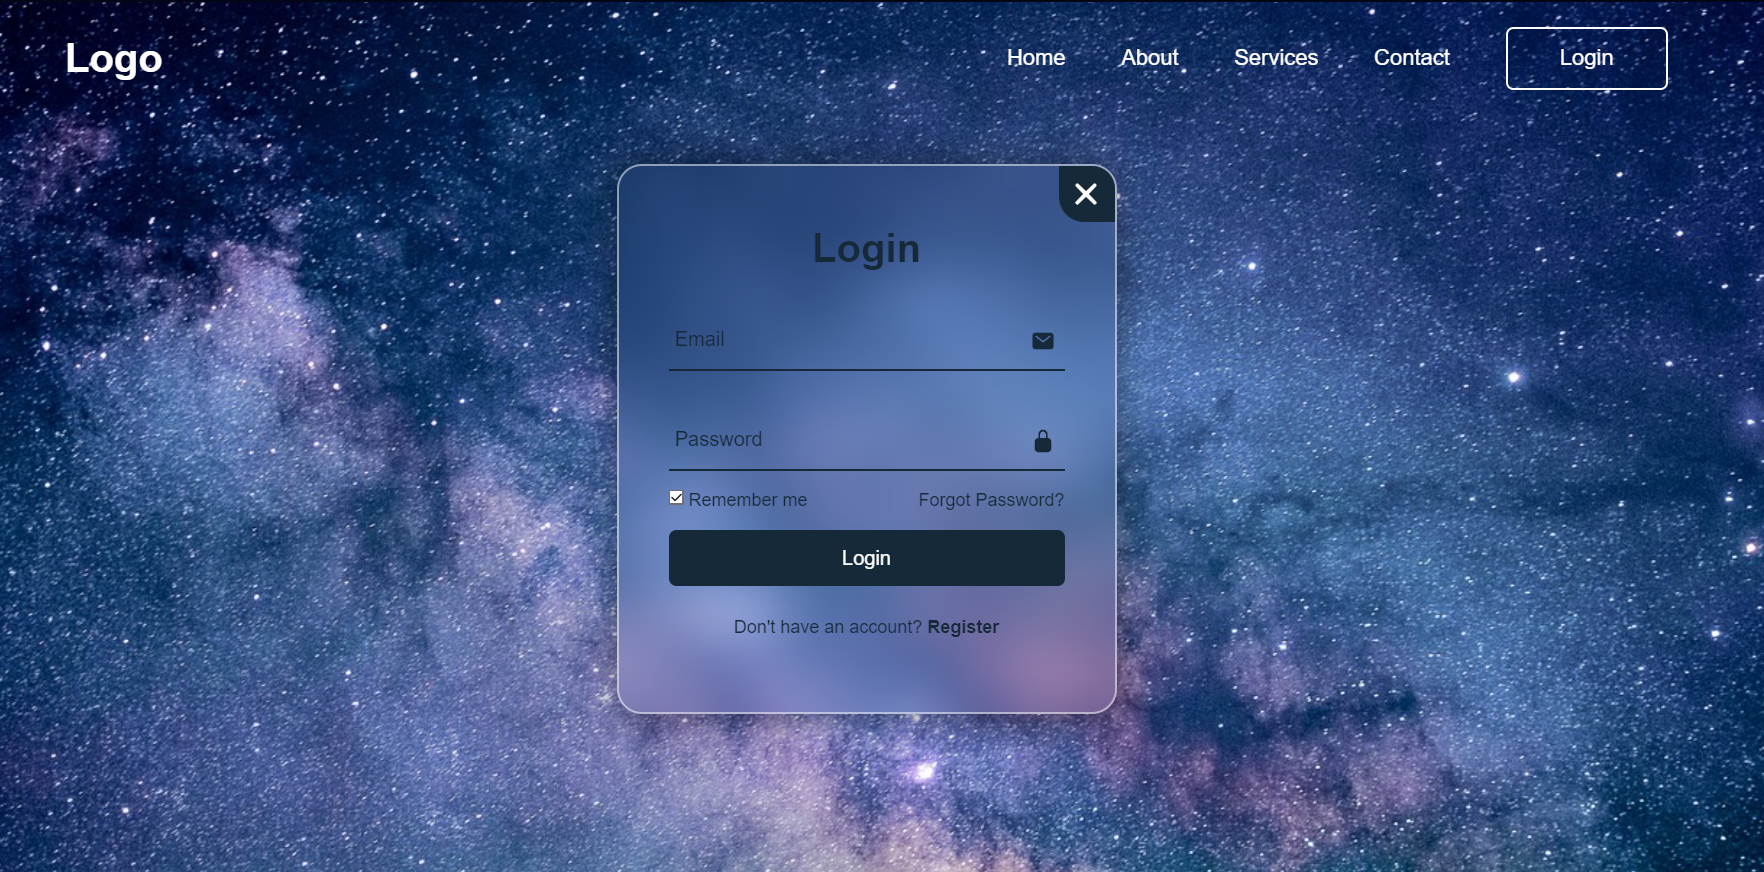 Logo
Home About Services Contact Login
Login
Email
Password
Remember me Forgot Password?
Login
Don't have an account? Register